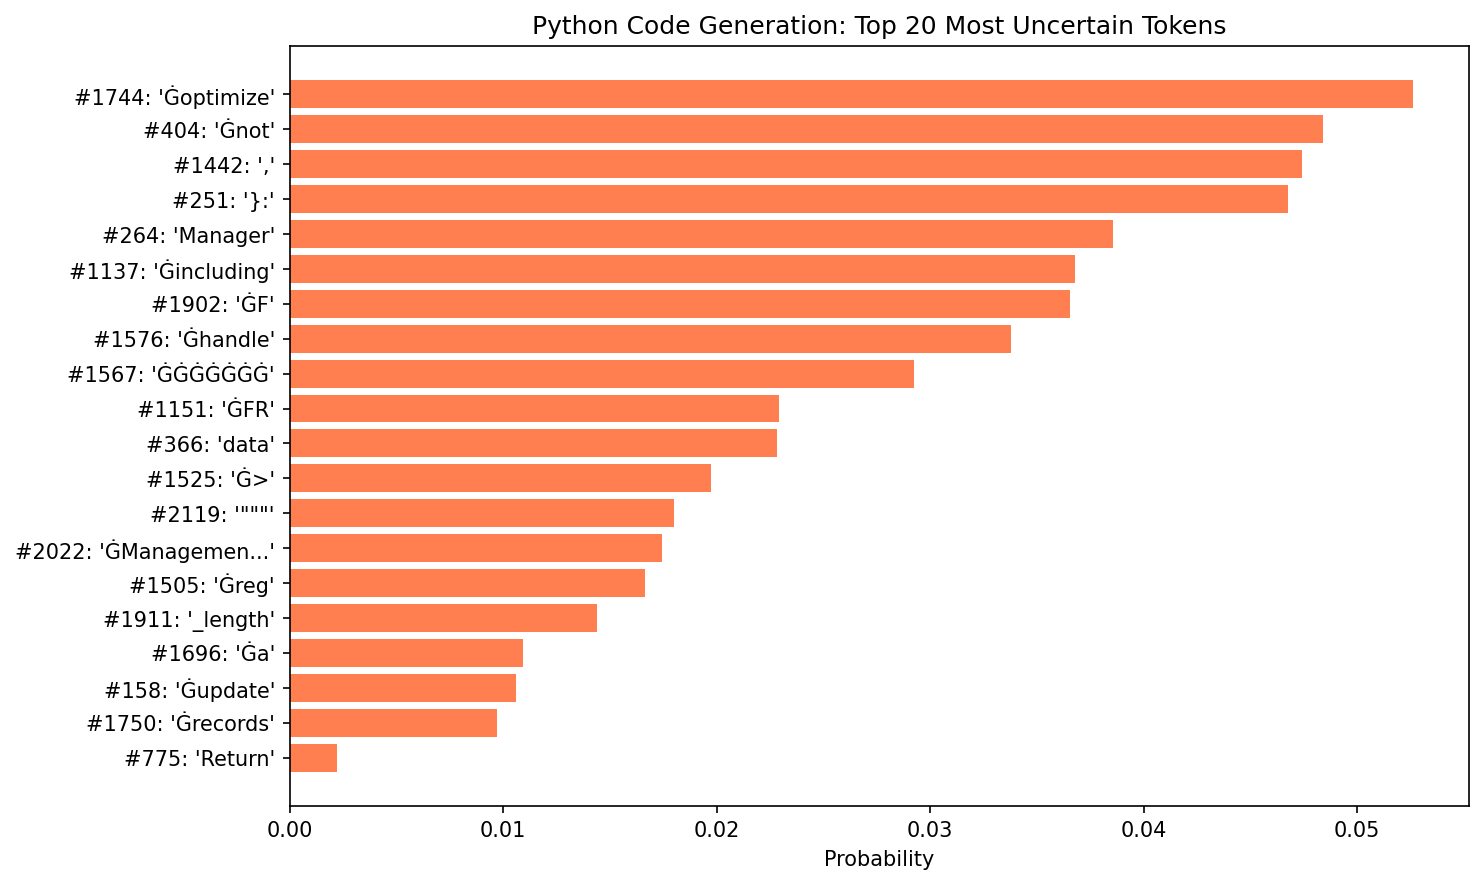 Python Code Generation: Top 20 Most Uncertain Tokens
#1744: 'Ġoptimize'
#404: 'Ġnot'
#1442: ','
#251: '}:'
#264: 'Manager'
#1137: 'Ġincluding'
#1902: 'ĠF'
#1576: 'Ġhandle'
#1567: 'ĠĠĠĠĠĠĠ'
#1151: 'ĠFR'
#366: 'data'
#1525: 'Ġ>'
#2119: '"""'
#2022: 'ĠManagemen...'
#1505: 'Ġreg'
#1911: '_length'
#1696: 'Ġa'
#158: 'Ġupdate'
#1750: 'Ġrecords'
#775: 'Return'
0.00 0.01 0.02 0.03 0.04 0.05
Probability